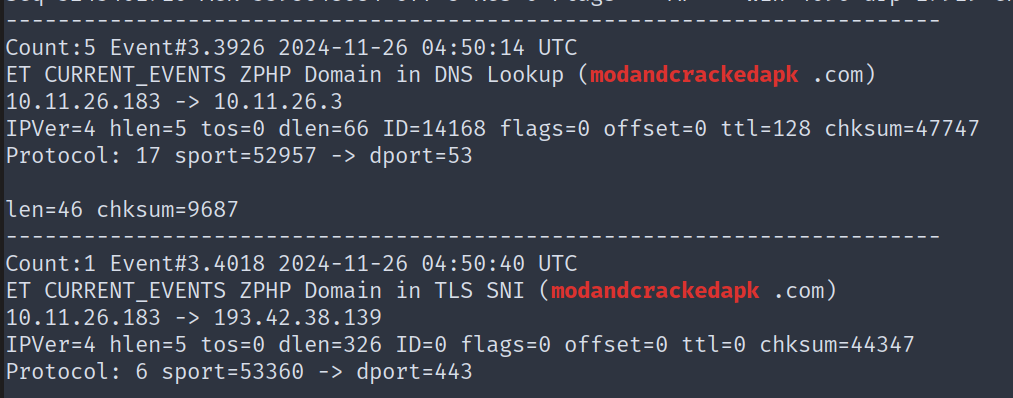 ------------------------------------------------------------------------
Count:5 Event#3.3926 2024-11-26 04:50:14 UTC
ET CURRENT_EVENTS ZPHP Domain in DNS Lookup (modandcrackedapk .com)
10.11.26.183 -> 10.11.26.3
IPVer=4 hlen=5 tos=0 dlen=66 ID=14168 flags=0 offset=0 ttl=128 chksum=47747
Protocol: 17 sport=52957 -> dport=53
len=46 chksum=9687
------------------------------------------------------------------------
Count:1 Event#3.4018 2024-11-26 04:50:40 UTC
ET CURRENT_EVENTS ZPHP Domain in TLS SNI (modandcrackedapk .com)
10.11.26.183 -> 193.42.38.139
IPVer=4 hlen=5 tos=0 dlen=326 ID=0 flags=0 offset=0 ttl=0 chksum=44347
Protocol: 6 sport=53360 -> dport=443